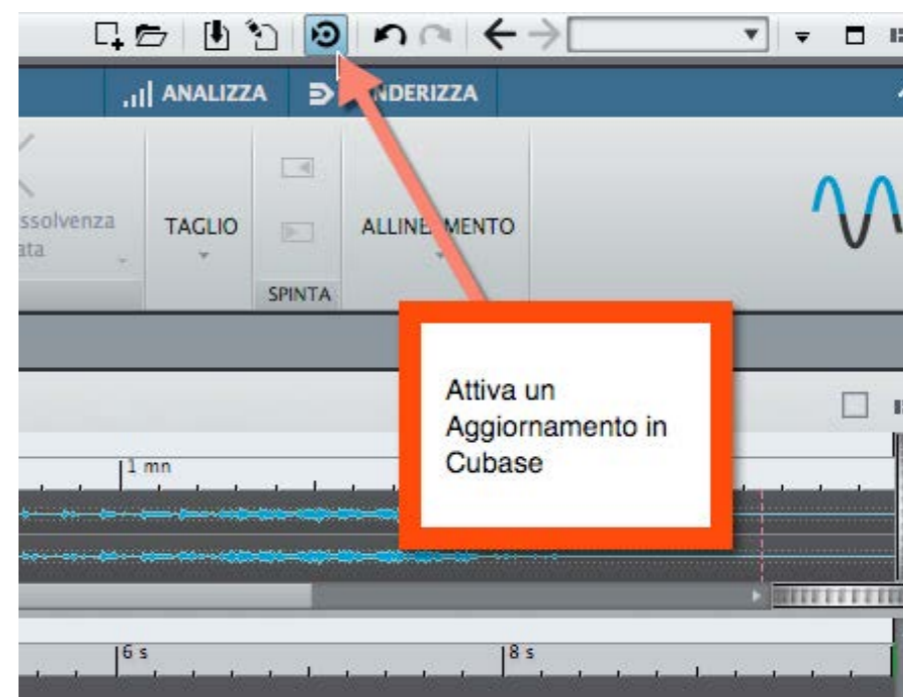 ANALIZZA
NDERIZZA
ssolvenza
ata
TAGLIO
ALLINE MENTO
SPINTA
Attiva un
Aggiornamento in
Cubase
1 mn
6 s
8 s